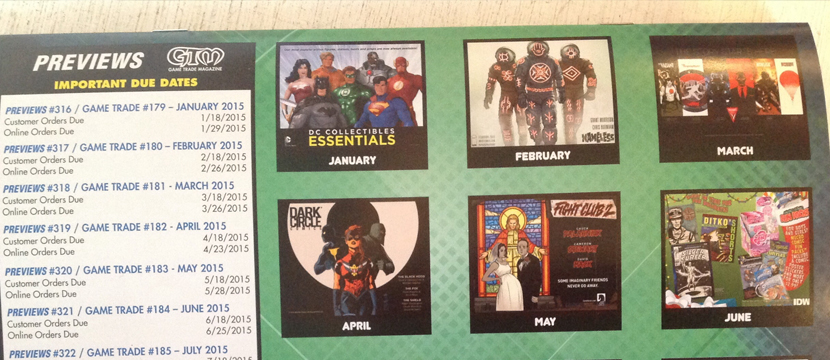 PREVIEWS GTM
GAME TRADE MAGAZINE
IMPORTANT DUE DATES
PREVIEWS #316 / GAME TRADE #179 – JANUARY 2015
Customer Orders Due 1/18/2015
Online Orders Due 1/29/2015
PREVIEWS #317 / GAME TRADE #180 – FEBRUARY 2015
Customer Orders Due 2/18/2015
Online Orders Due 2/26/2015
PREVIEWS #318 / GAME TRADE #181 - MARCH 2015
Customer Orders Due 3/18/2015
Online Orders Due 3/26/2015
PREVIEWS #319 / GAME TRADE #182 - APRIL 2015
Customer Orders Due 4/18/2015
Online Orders Due 4/23/2015
PREVIEWS #320 / GAME TRADE #183 - MAY 2015
Customer Orders Due 5/18/2015
Online Orders Due 5/28/2015
PREVIEWS #321 / GAME TRADE #184 – JUNE 2015
Customer Orders Due 6/18/2015
Online Orders Due 6/25/2015
PREVIEWS #322 / GAME TRADE #185 – JULY 2015
DC COLLECTIBLES
ESSENTIALS
JANUARY
GRANT MORRISON
CHRIS BURNHAM
NAMELESS
FEBRUARY
MARCH
DARK
CIRCLE
APRIL
FIGHT CLUB 2
SOME IMAGINARY FRIENDS
NEVER GO AWAY.
MAY
DITKO'S
SHORTS
IDW
JUNE